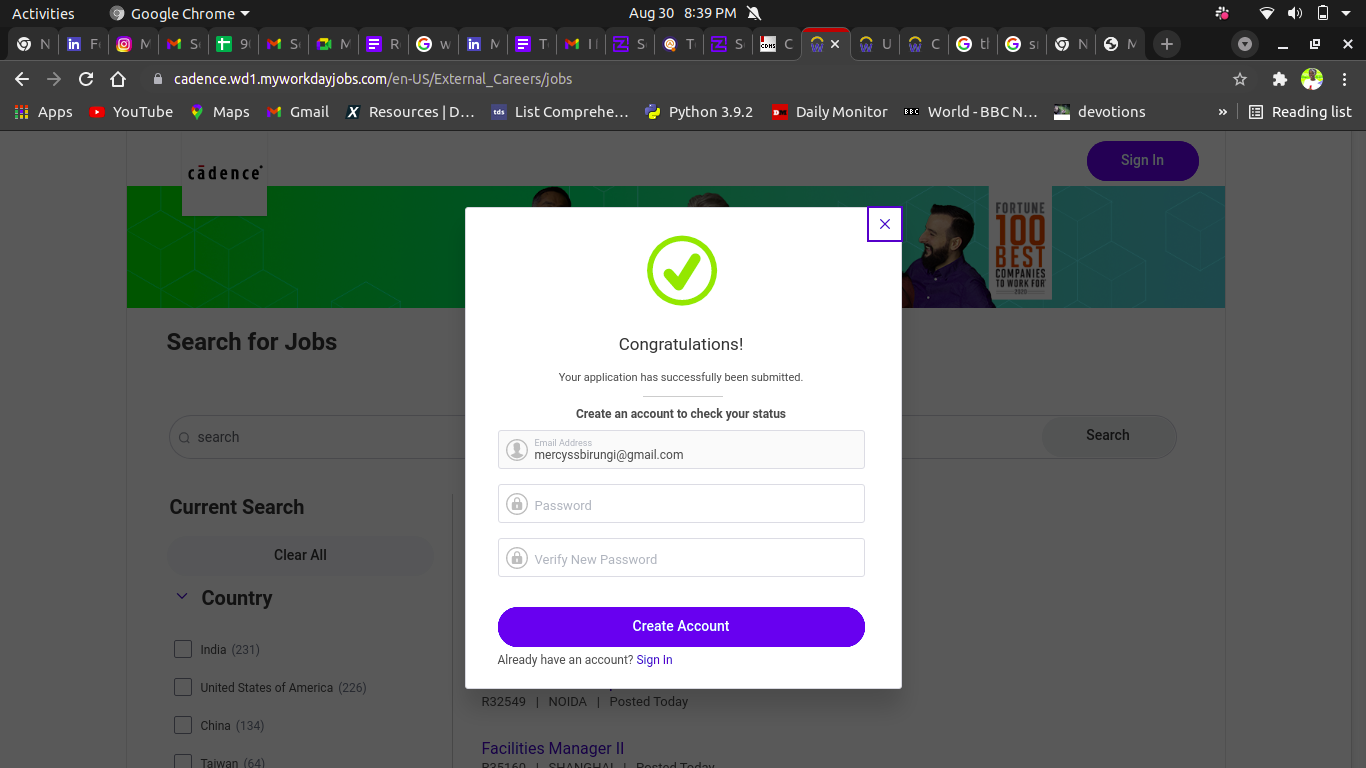 Activities Google Chrome Aug 30 8:39 PM
cadence.wd1.myworkdayjobs.com/en-US/External_Careers/jobs
Apps YouTube Maps Gmail Resources | D… List Comprehe… Python 3.9.2 Daily Monitor World - BBC N… devotions » Reading list
cādence
Sign In
FORTUNE
100
BEST
COMPANIES
TO WORK FOR
Congratulations!
Your application has successfully been submitted.
Create an account to check your status
Email Address
mercyssbirungi@gmail.com
Password
Verify New Password
Create Account
Already have an account? Sign In
Search for Jobs
search
Search
Current Search
Clear All
Country
India (231)
United States of America (226)
China (134)
Taiwan (64)
R32549 | NOIDA | Posted Today
Facilities Manager II
R35160 | SHANGHAI | Posted Today